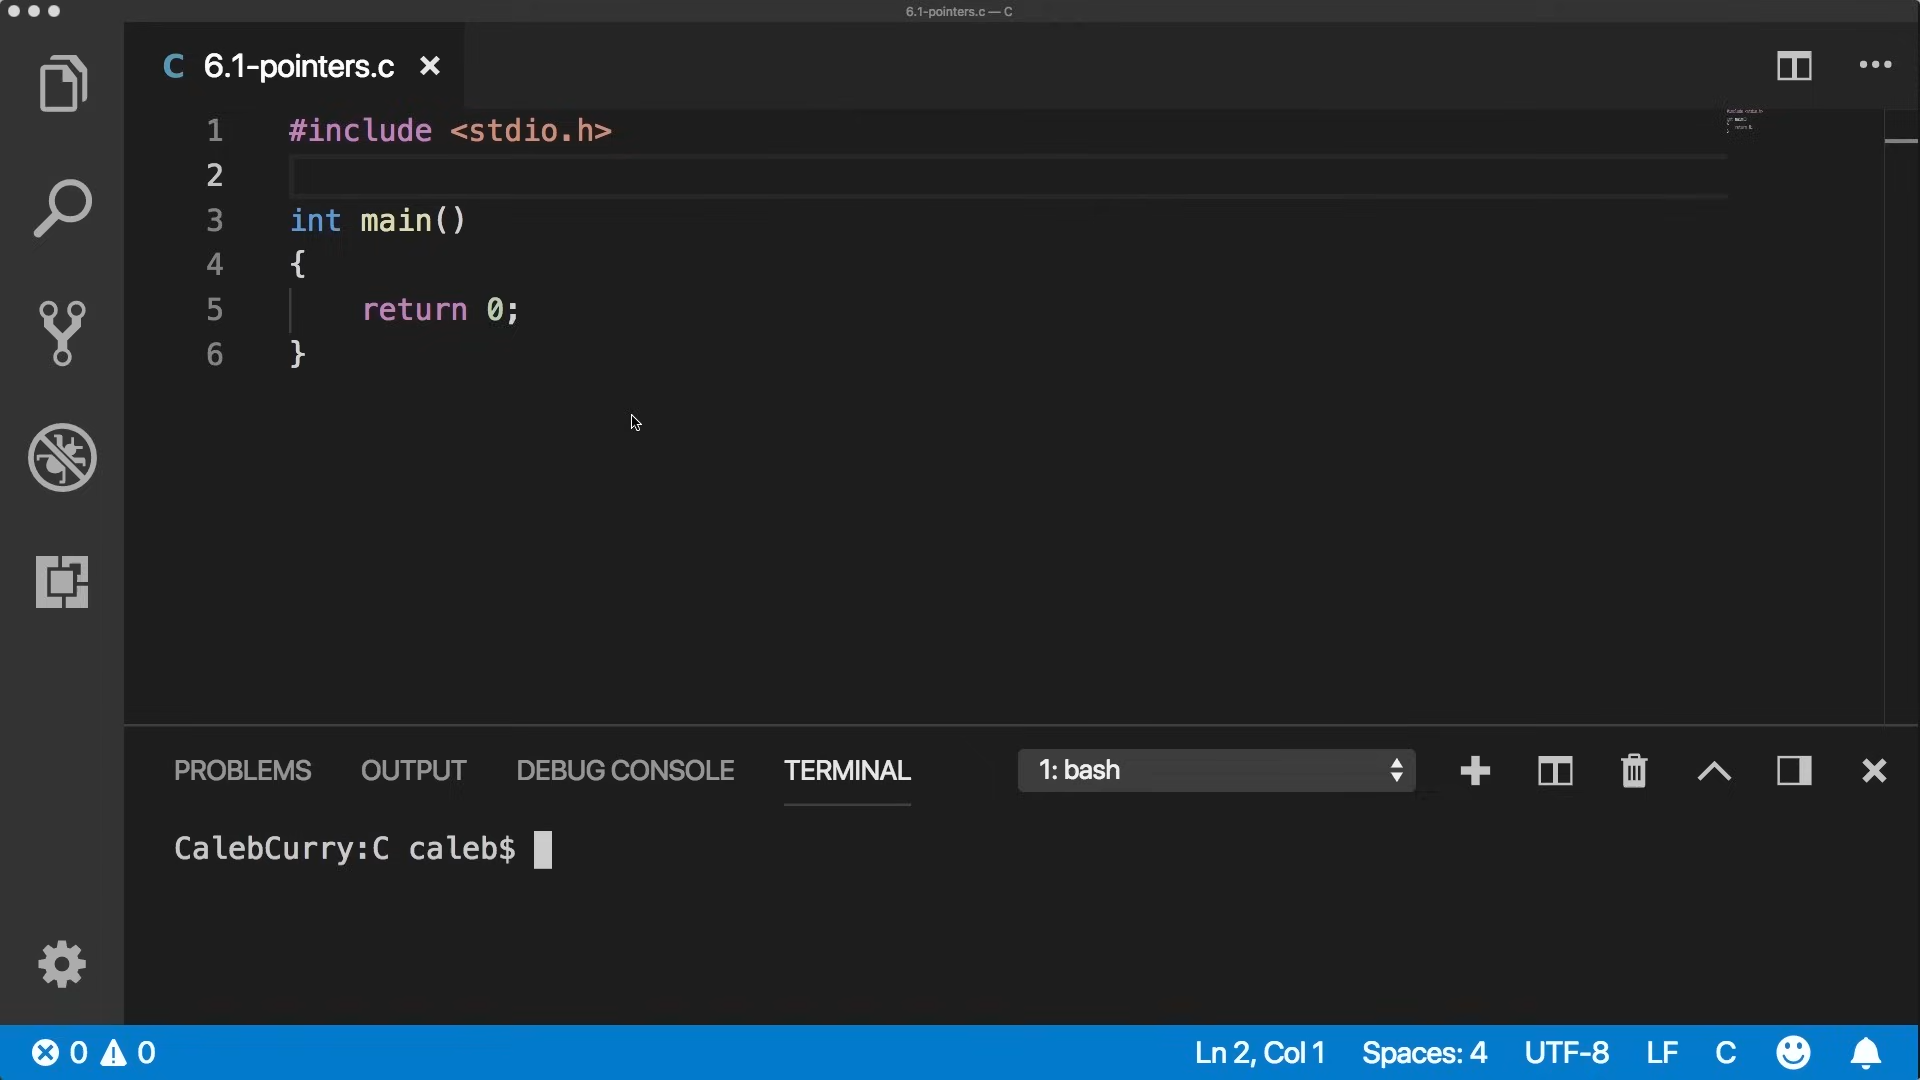 6.1-pointers.c — C
C 6.1-pointers.c
1 #include <stdio.h>
2
3 int main()
4 {
5 return 0;
6 }
PROBLEMS OUTPUT DEBUG CONSOLE TERMINAL 1: bash
CalebCurry:C caleb$
0 0 Ln 2, Col 1 Spaces: 4 UTF-8 LF C